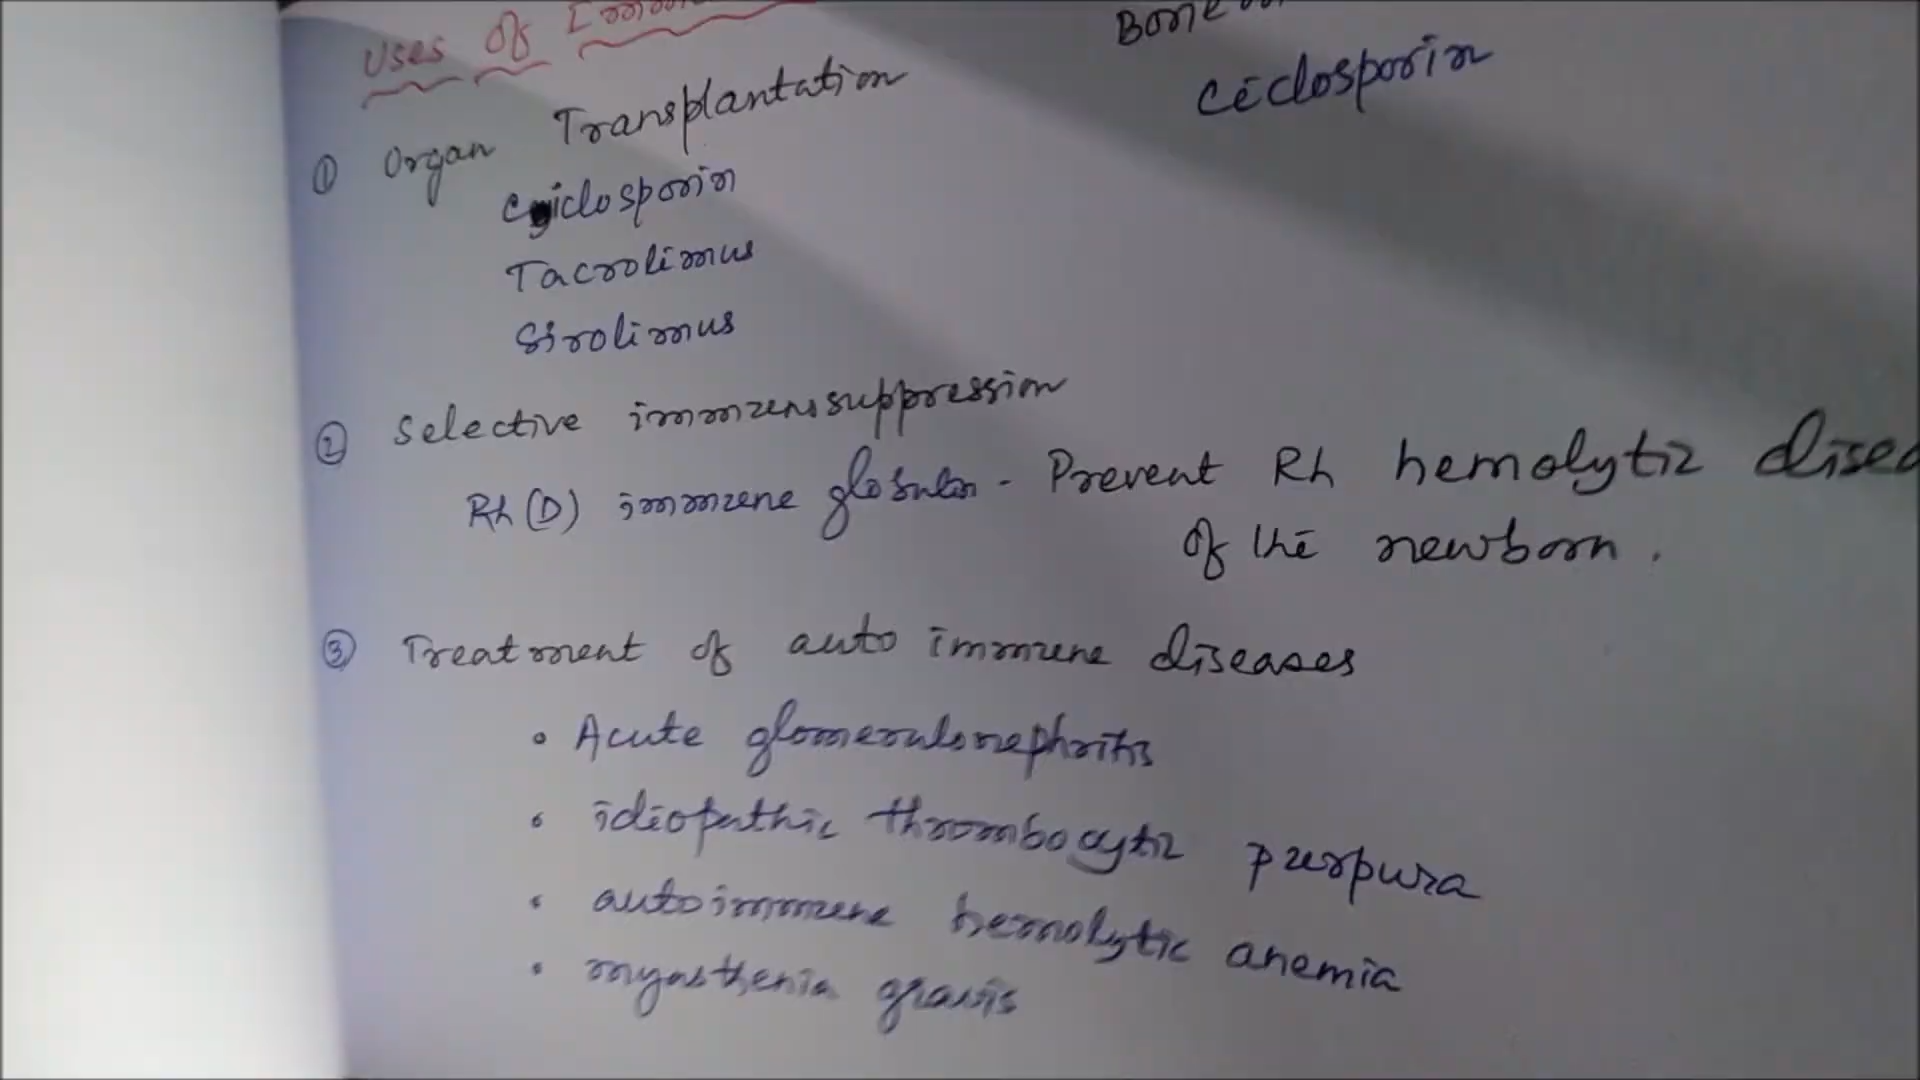 Uses Of
① Organ Transplantation
Ciclosporin
Tacrolimus
Sirolimus
Bone
Ciclosporin
② Selective immunosuppression
Rh (D) immune globulin - Prevent Rh hemolytic
of the newborn.
③ Treatment of auto immune diseases
• Acute glomerulonephritis
• idiopathic thrombocytic purpura
• autoimmune hemolytic anemia
• myasthenia gravis